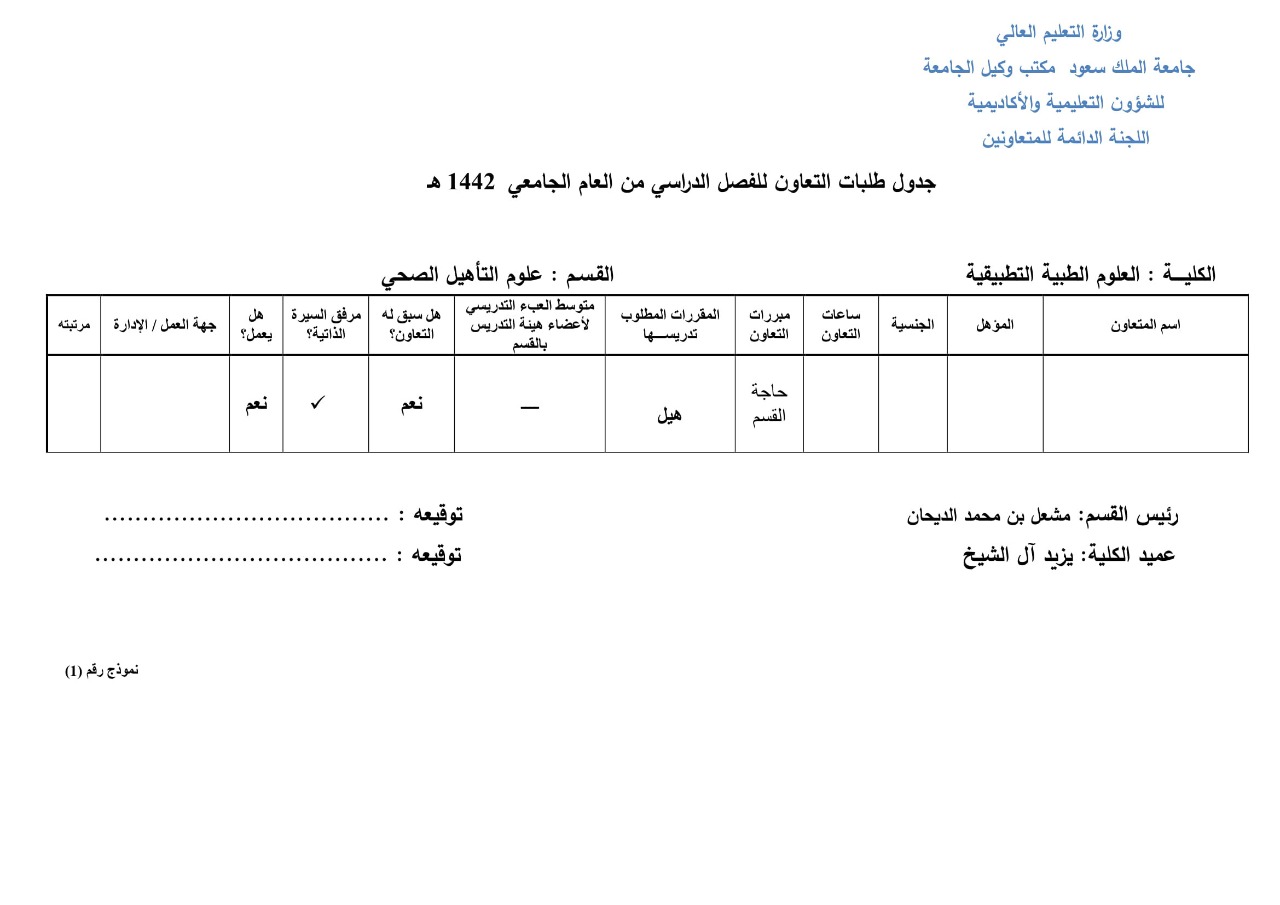 وزارة التعليم العالي
جامعة الملك سعود مكتب وكيل الجامعة
للشؤون التعليمية والأكاديمية
اللجنة الدائمة للمتعاونين
جدول طلبات التعاون للفصل الدراسي من العام الجامعي 1442 هـ
الكليـــة : العلوم الطبية التطبيقية القسم : علوم التأهيل الصحي
اسم المتعاون
المؤهل
الجنسية
ساعات
التعاون
مبررات
التعاون
المقررات المطلوب
تدريســـها
متوسط العبء التدريسي
لأعضاء هيئة التدريس
بالقسم
هل سبق له
التعاون؟
مرفق السيرة
الذاتية؟
هل
يعمل؟
جهة العمل / الإدارة
مرتبته
حاجة
القسم
هيل
—
نعم
✓
نعم
رئيس القسم: مشعل بن محمد الديحان توقيعه : .....................................
عميد الكلية: يزيد آل الشيخ توقيعه : ......................................
نموذج رقم (1)